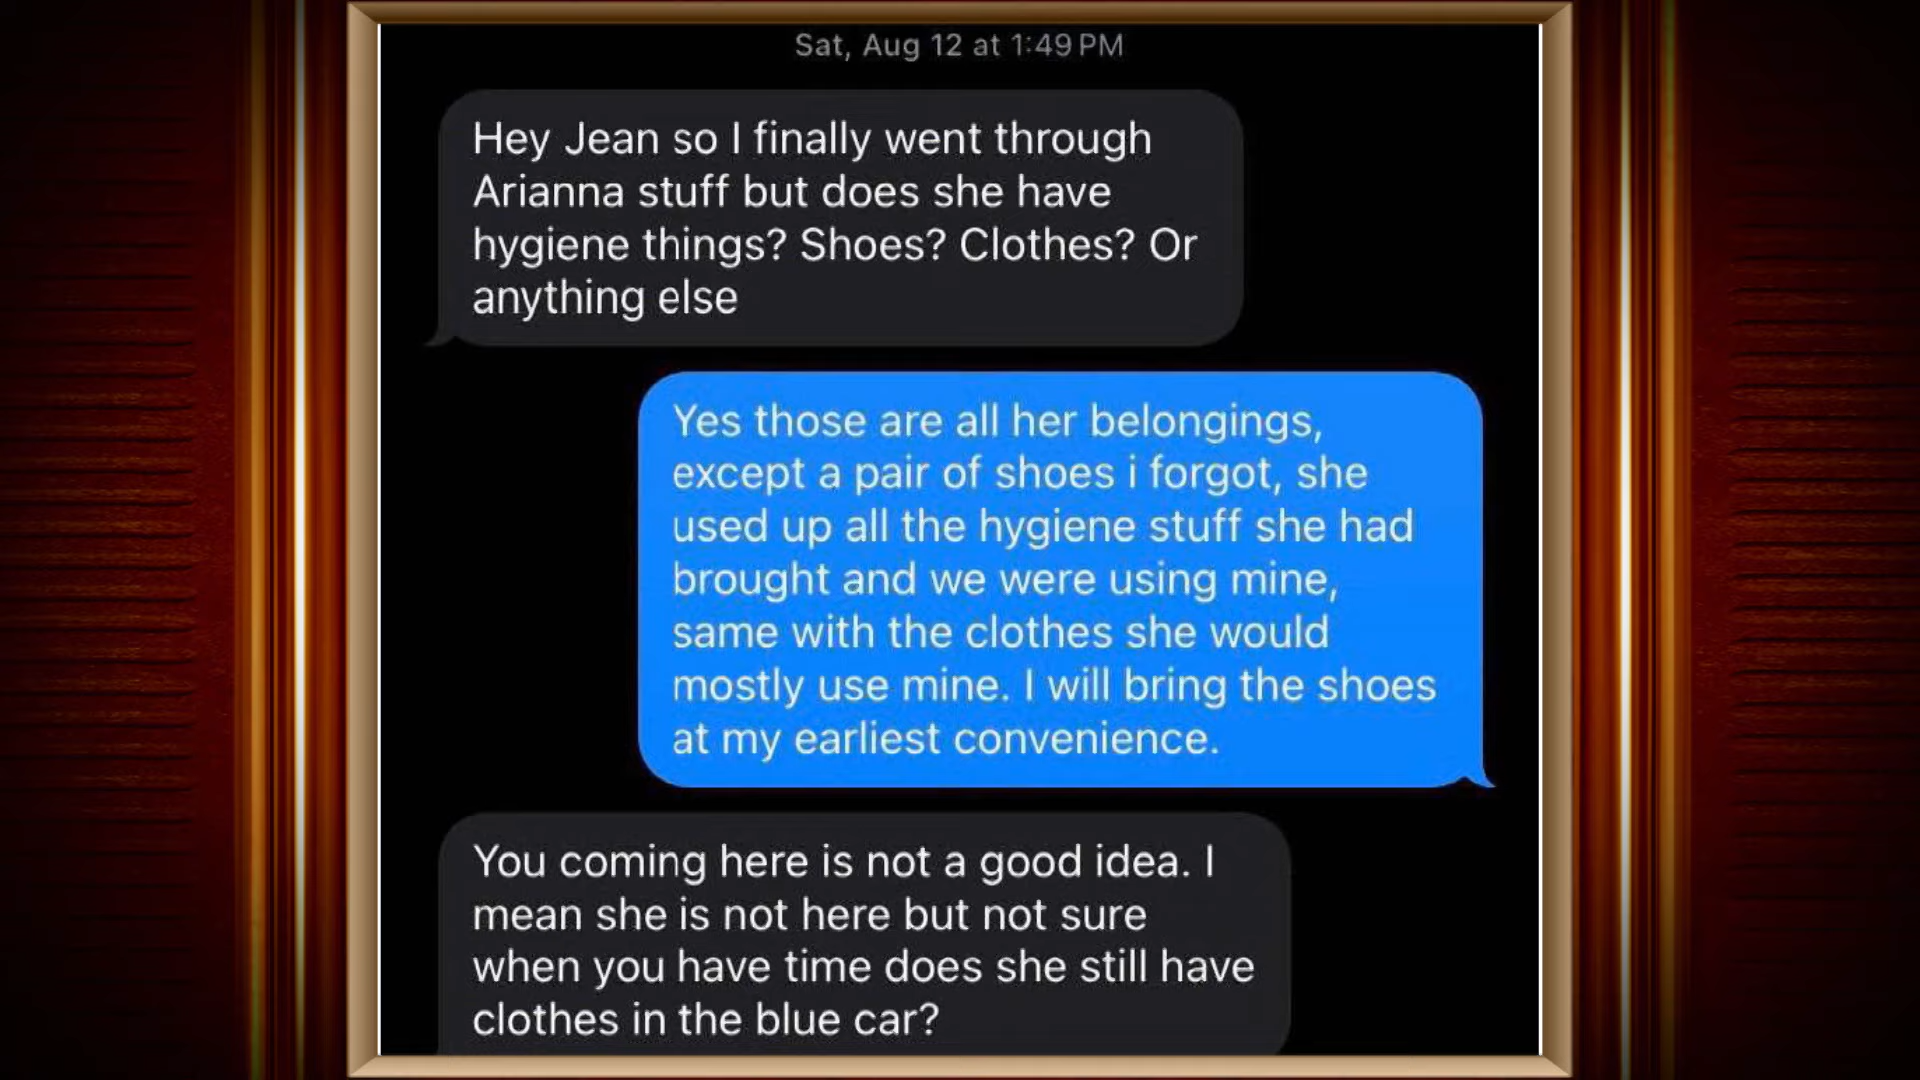 Sat, Aug 12 at 1:49 PM
Hey Jean so I finally went through
Arianna stuff but does she have
hygiene things? Shoes? Clothes? Or
anything else
Yes those are all her belongings,
except a pair of shoes i forgot, she
used up all the hygiene stuff she had
brought and we were using mine,
same with the clothes she would
mostly use mine. I will bring the shoes
at my earliest convenience.
You coming here is not a good idea. I
mean she is not here but not sure
when you have time does she still have
clothes in the blue car?